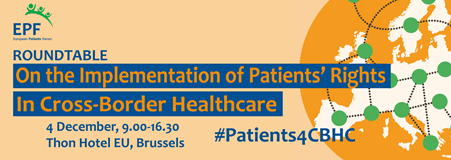 EPF
European Patients Forum
ROUNDTABLE
On the Implementation of Patients' Rights
In Cross-Border Healthcare
4 December, 9.00-16.30
Thon Hotel EU, Brussels
#Patients4CBHC